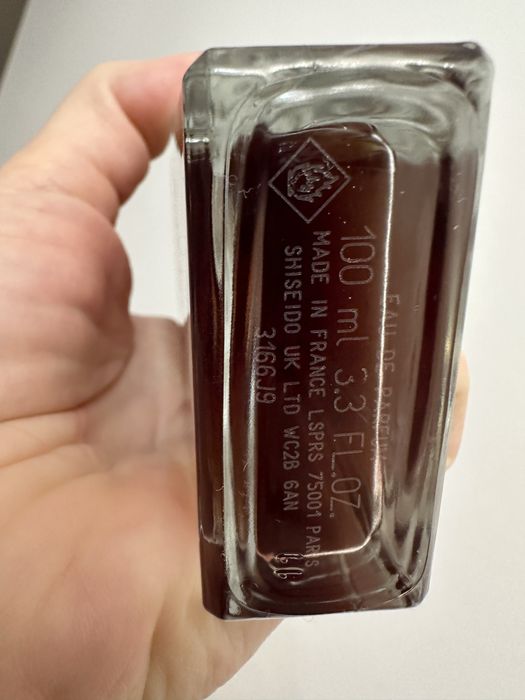 EAU DE PARFUM
100 ml 3.3 FL.OZ.
MADE IN FRANCE LSPRS 75001 PARIS
SHISEIDO UK LTD WC2B 6AN
3166J9